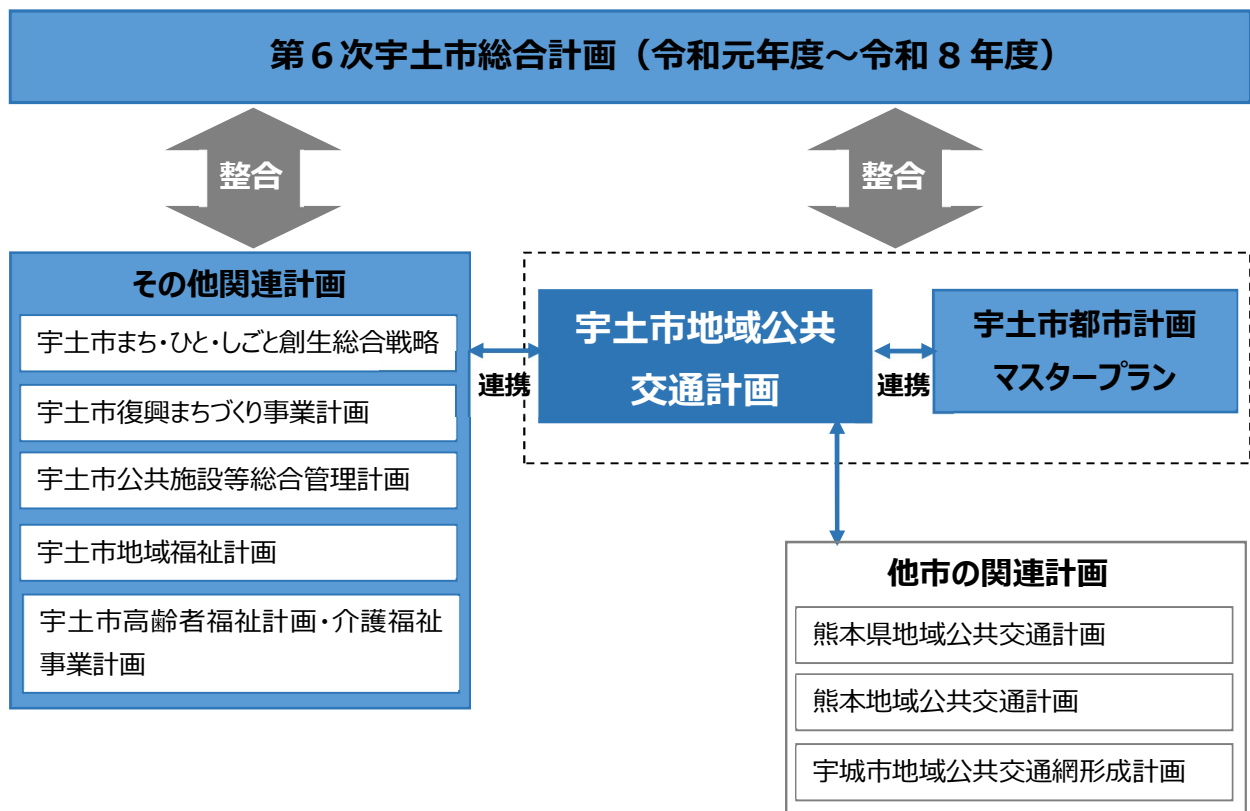 第6次宇土市総合計画（令和元年度～令和8年度）
整合
整合
その他関連計画
宇土市まち・ひと・しごと創生総合戦略
宇土市復興まちづくり事業計画
宇土市公共施設等総合管理計画
宇土市地域福祉計画
宇土市高齢者福祉計画・介護福祉
事業計画
連携
宇土市地域公共
交通計画
連携
宇土市都市計画
マスタープラン
他市の関連計画
熊本県地域公共交通計画
熊本地域公共交通計画
宇城市地域公共交通網形成計画